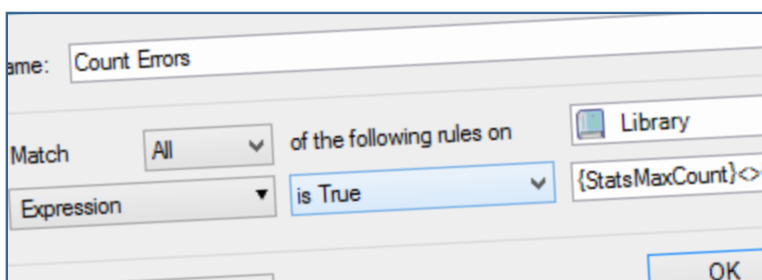 ame: Count Errors
Match All of the following rules on Library
Expression is True {StatsMaxCount}<>
OK